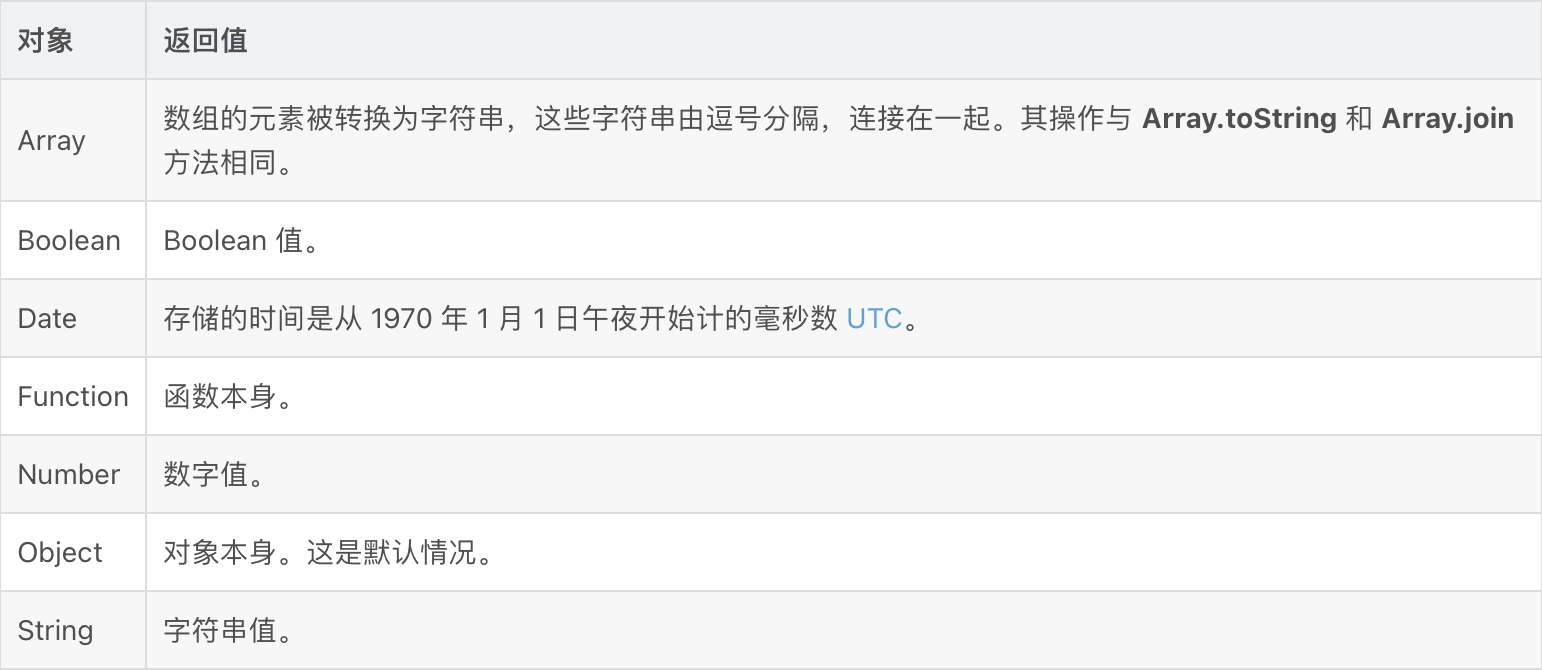 对象 返回值
Array 数组的元素被转换为字符串，这些字符串由逗号分隔，连接在一起。其操作与 Array.toString 和 Array.join
方法相同。
Boolean Boolean 值。
Date 存储的时间是从 1970 年 1 月 1 日午夜开始计的毫秒数 UTC。
Function 函数本身。
Number 数字值。
Object 对象本身。这是默认情况。
String 字符串值。